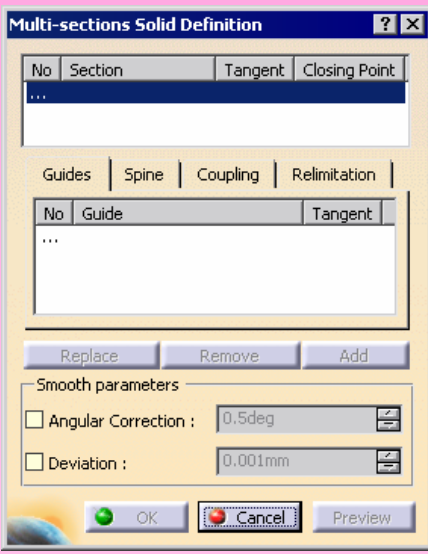 Multi-sections Solid Definition ? X
No Section Tangent Closing Point
...
Guides Spine Coupling Relimitation
No Guide Tangent
...
Replace Remove Add
Smooth parameters
Angular Correction : 0.5deg
Deviation : 0.001mm
OK Cancel Preview